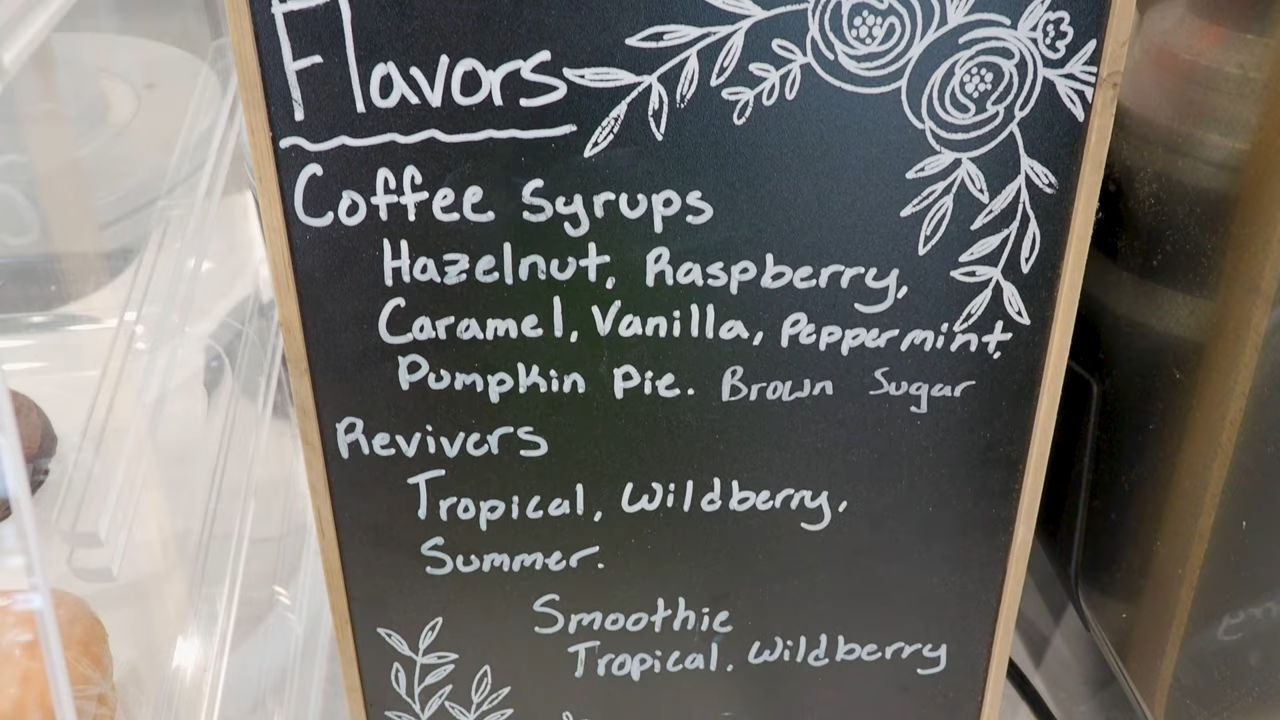 Flavors
Coffee Syrups
Hazelnut, Raspberry,
Caramel, Vanilla, Peppermint,
Pumpkin Pie. Brown Sugar
Revivers
Tropical, Wildberry,
Summer.
Smoothie
Tropical. Wildberry